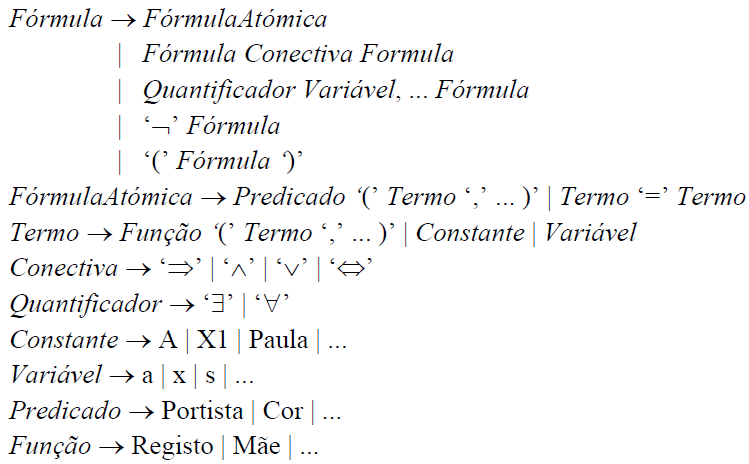 Fórmula → FórmulaAtómica
| Fórmula Conectiva Formula
| Quantificador Variável, ... Fórmula
| ‘¬’ Fórmula
| ‘(’ Fórmula ‘)’
FórmulaAtómica → Predicado ‘(’ Termo ‘,’ ... )’ | Termo ‘=’ Termo
Termo → Função ‘(’ Termo ‘,’ ... )’ | Constante | Variável
Conectiva → ‘⇒’ | ‘∧’ | ‘∨’ | ‘⇔’
Quantificador → ‘∃’ | ‘∀’
Constante → A | X1 | Paula | ...
Variável → a | x | s | ...
Predicado → Portista | Cor | ...
Função → Registo | Mãe | ...